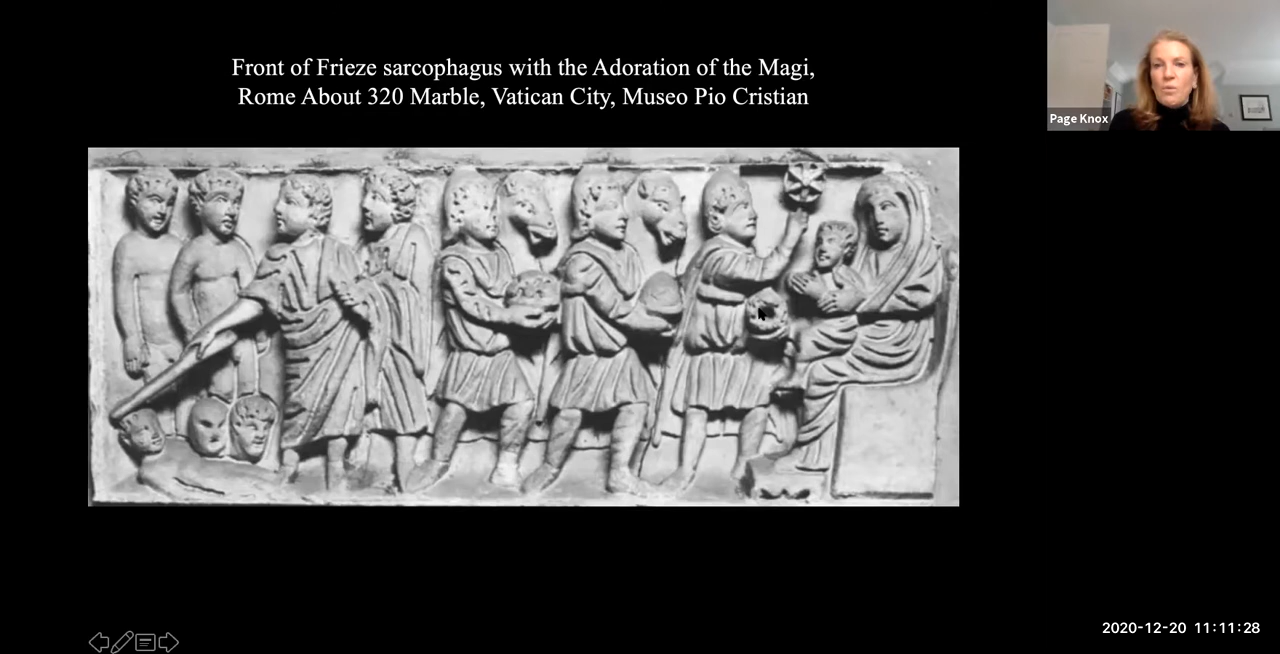 Front of Frieze sarcophagus with the Adoration of the Magi,
Rome About 320 Marble, Vatican City, Museo Pio Cristian
Page Knox
2020-12-20 11:11:28